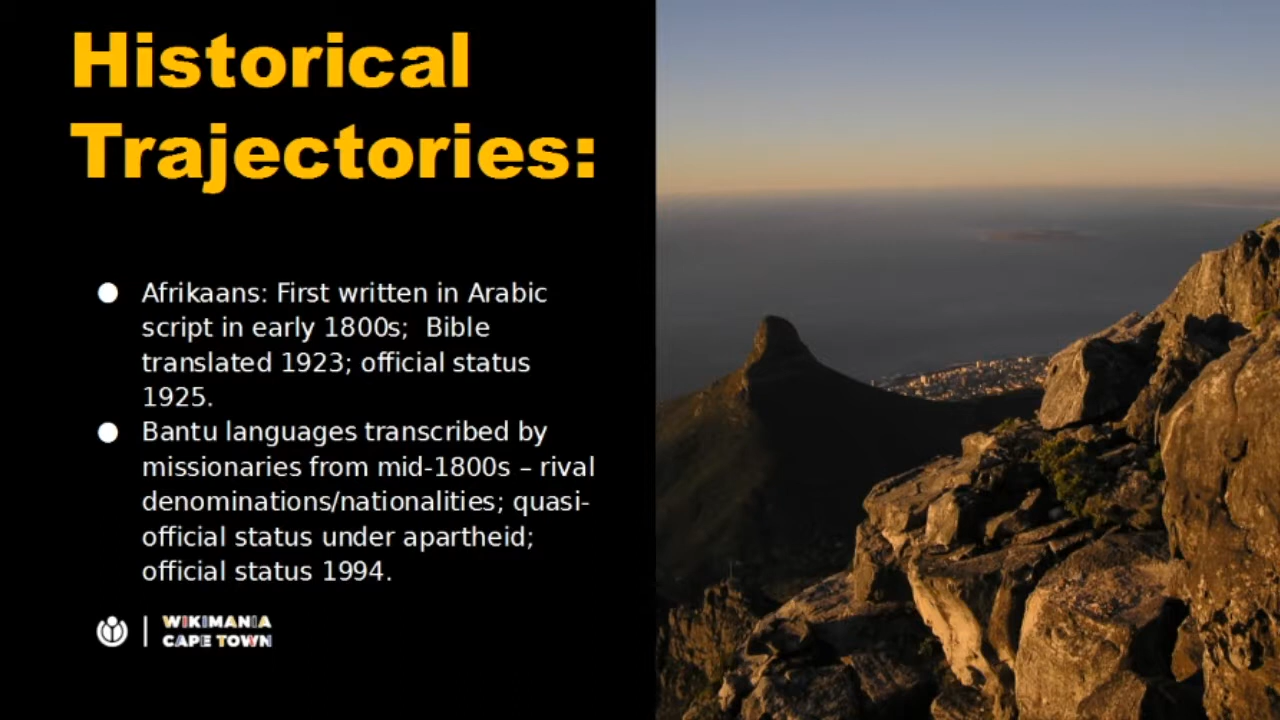 Historical
Trajectories:
● Afrikaans: First written in Arabic
script in early 1800s;  Bible
translated 1923; official status
1925.
● Bantu languages transcribed by
missionaries from mid-1800s – rival
denominations/nationalities; quasi-
official status under apartheid;
official status 1994.
WIKIMANIA
CAPE TOWN